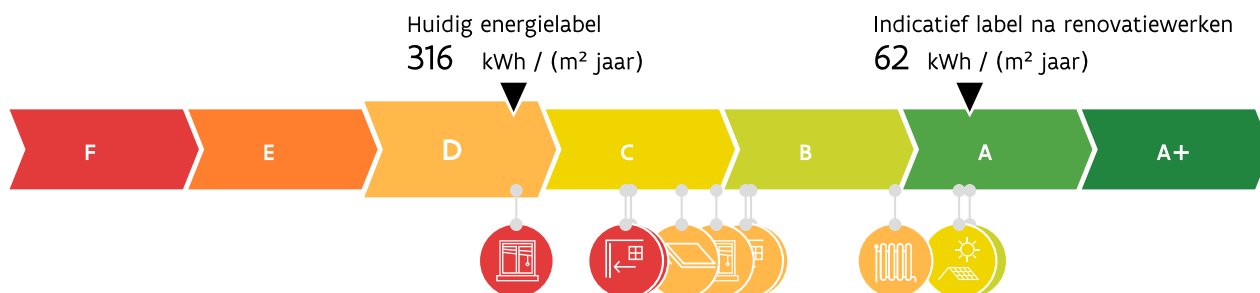 Huidig energielabel
316 kWh / (m² jaar)
Indicatief label na renovatiewerken
62 kWh / (m² jaar)
F E D C B A A+